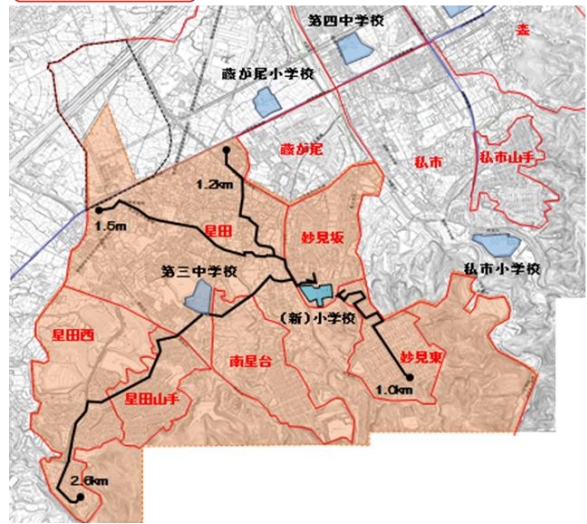 第四中学校
森
藤が尾小学校
藤が尾
私市
私市山手
1.2km
1.5m
星田
妙見坂
第三中学校
私市小学校
(新)小学校
星田西
南星台
妙見東
星田山手
1.0km
2.6km